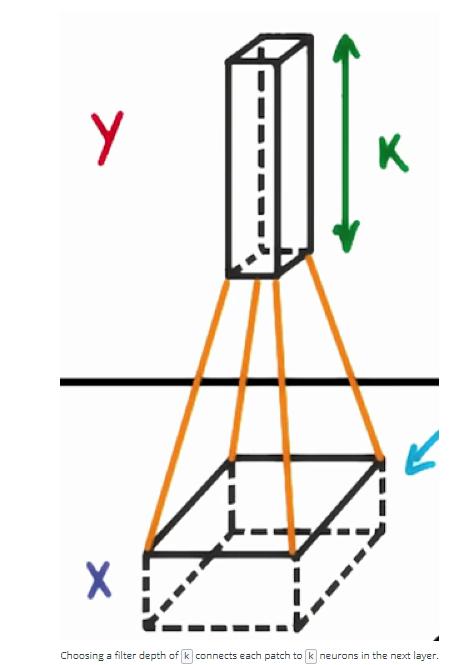 Y
K
X
Choosing a filter depth of k connects each patch to k neurons in the next layer.